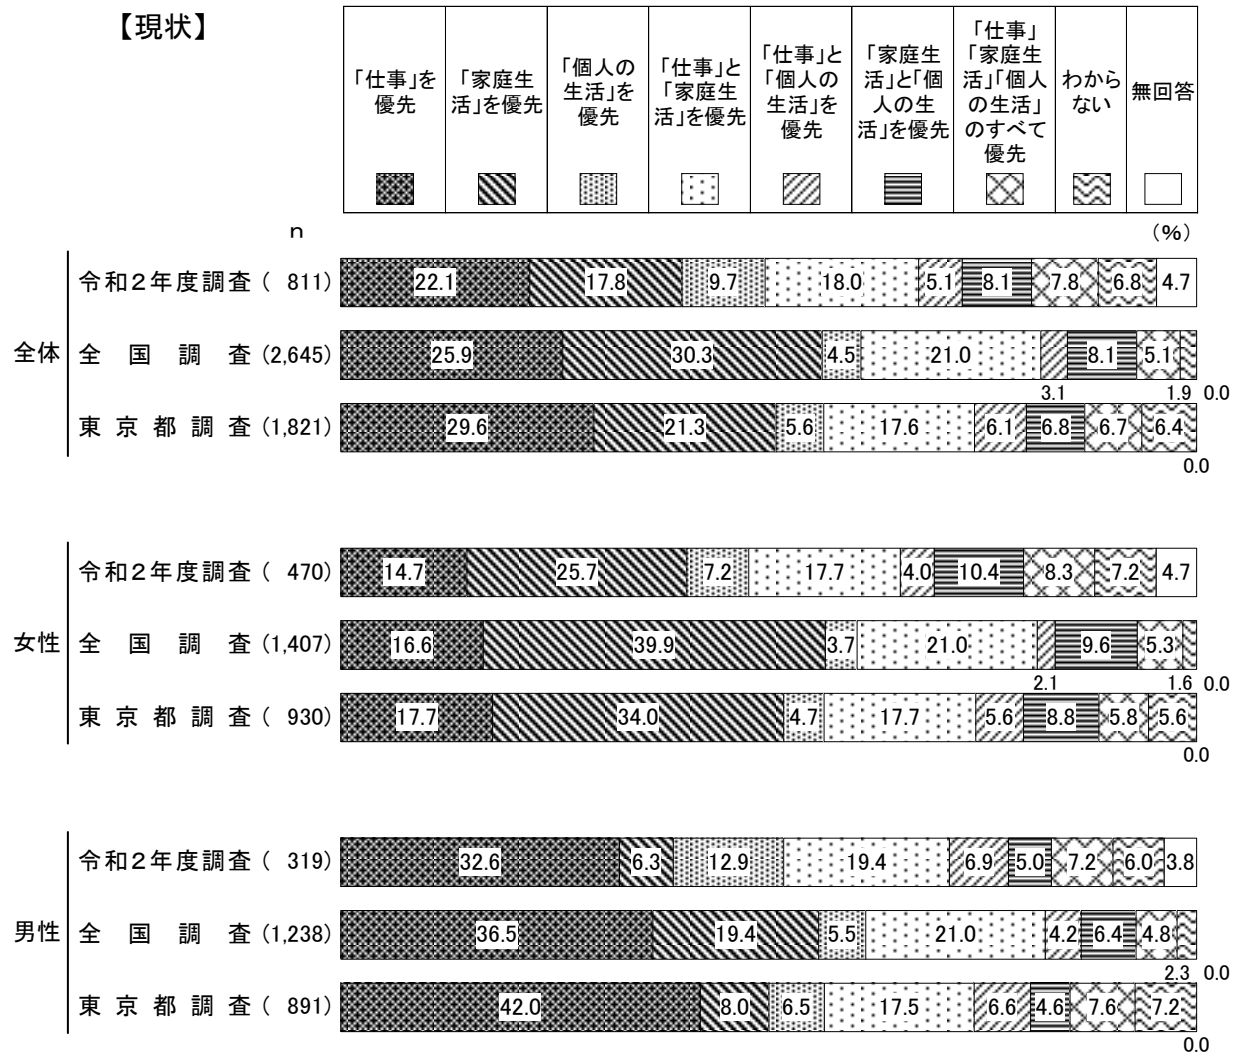 【現状】
「仕事」を
優先
「家庭生
活」を優先
「個人の
生活」を
優先
「仕事」と
「家庭生
活」を優先
「仕事」と
「個人の
生活」を
優先
「家庭生
活」と「個
人の生
活」を優先
「仕事」
「家庭生
活」「個人
の生活」
のすべて
優先
わから
ない
無回答
n
(%)
全体
令和2年度調査 ( 811) 22.1 17.8 9.7 18.0 5.1 8.1 7.8 6.8 4.7
全国調査 (2,645) 25.9 30.3 4.5 21.0 8.1 5.1
3.1 1.9 0.0
東京都調査 (1,821) 29.6 21.3 5.6 17.6 6.1 6.8 6.7 6.4
0.0
女性
令和2年度調査 ( 470) 14.7 25.7 7.2 17.7 4.0 10.4 8.3 7.2 4.7
全国調査 (1,407) 16.6 39.9 3.7 21.0 9.6 5.3
2.1 1.6 0.0
東京都調査 ( 930) 17.7 34.0 4.7 17.7 5.6 8.8 5.8 5.6
0.0
男性
令和2年度調査 ( 319) 32.6 6.3 12.9 19.4 6.9 5.0 7.2 6.0 3.8
全国調査 (1,238) 36.5 19.4 5.5 21.0 4.2 6.4 4.8
2.3 0.0
東京都調査 ( 891) 42.0 8.0 6.5 17.5 6.6 4.6 7.6 7.2
0.0